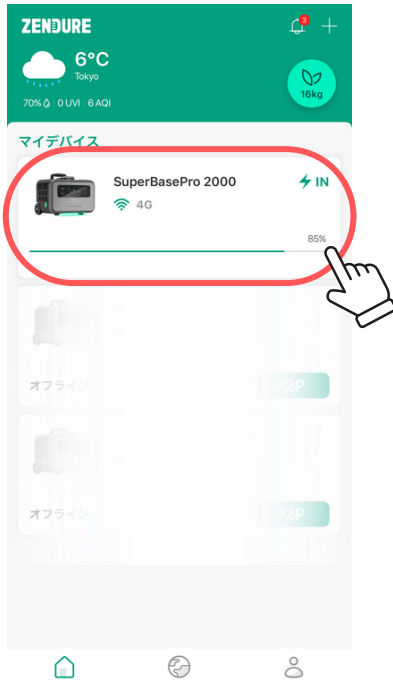 ZENDURE
3
6°C
Tokyo
70% 0 UVI 6 AQI
16kg
マイデバイス
SuperBasePro 2000
IN
4G
85%
オフライン
P2P
オフライン
P2P